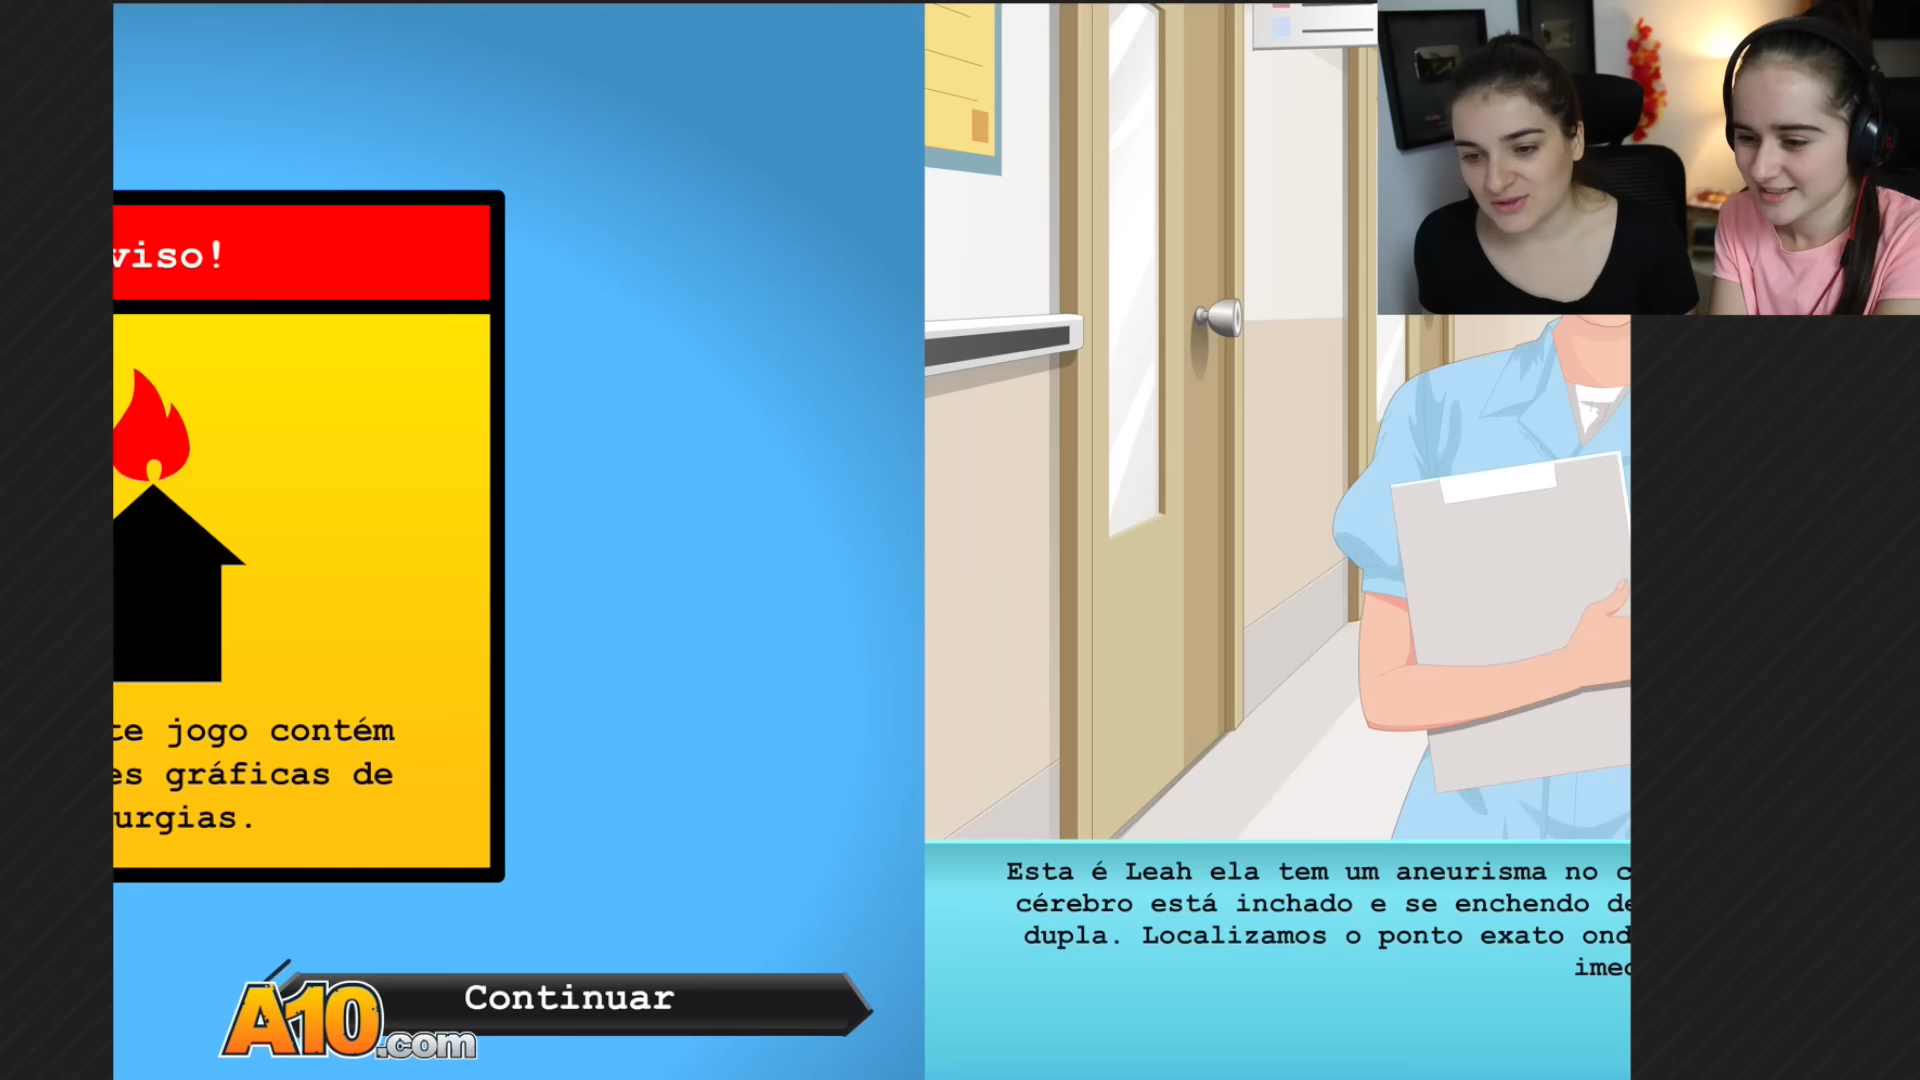 viso!
te jogo contém
es gráficas de
urgias.
Continuar
A10.com
Esta é Leah ela tem um aneurisma no c
cérebro está inchado e se enchendo de
dupla. Localizamos o ponto exato ond
imed